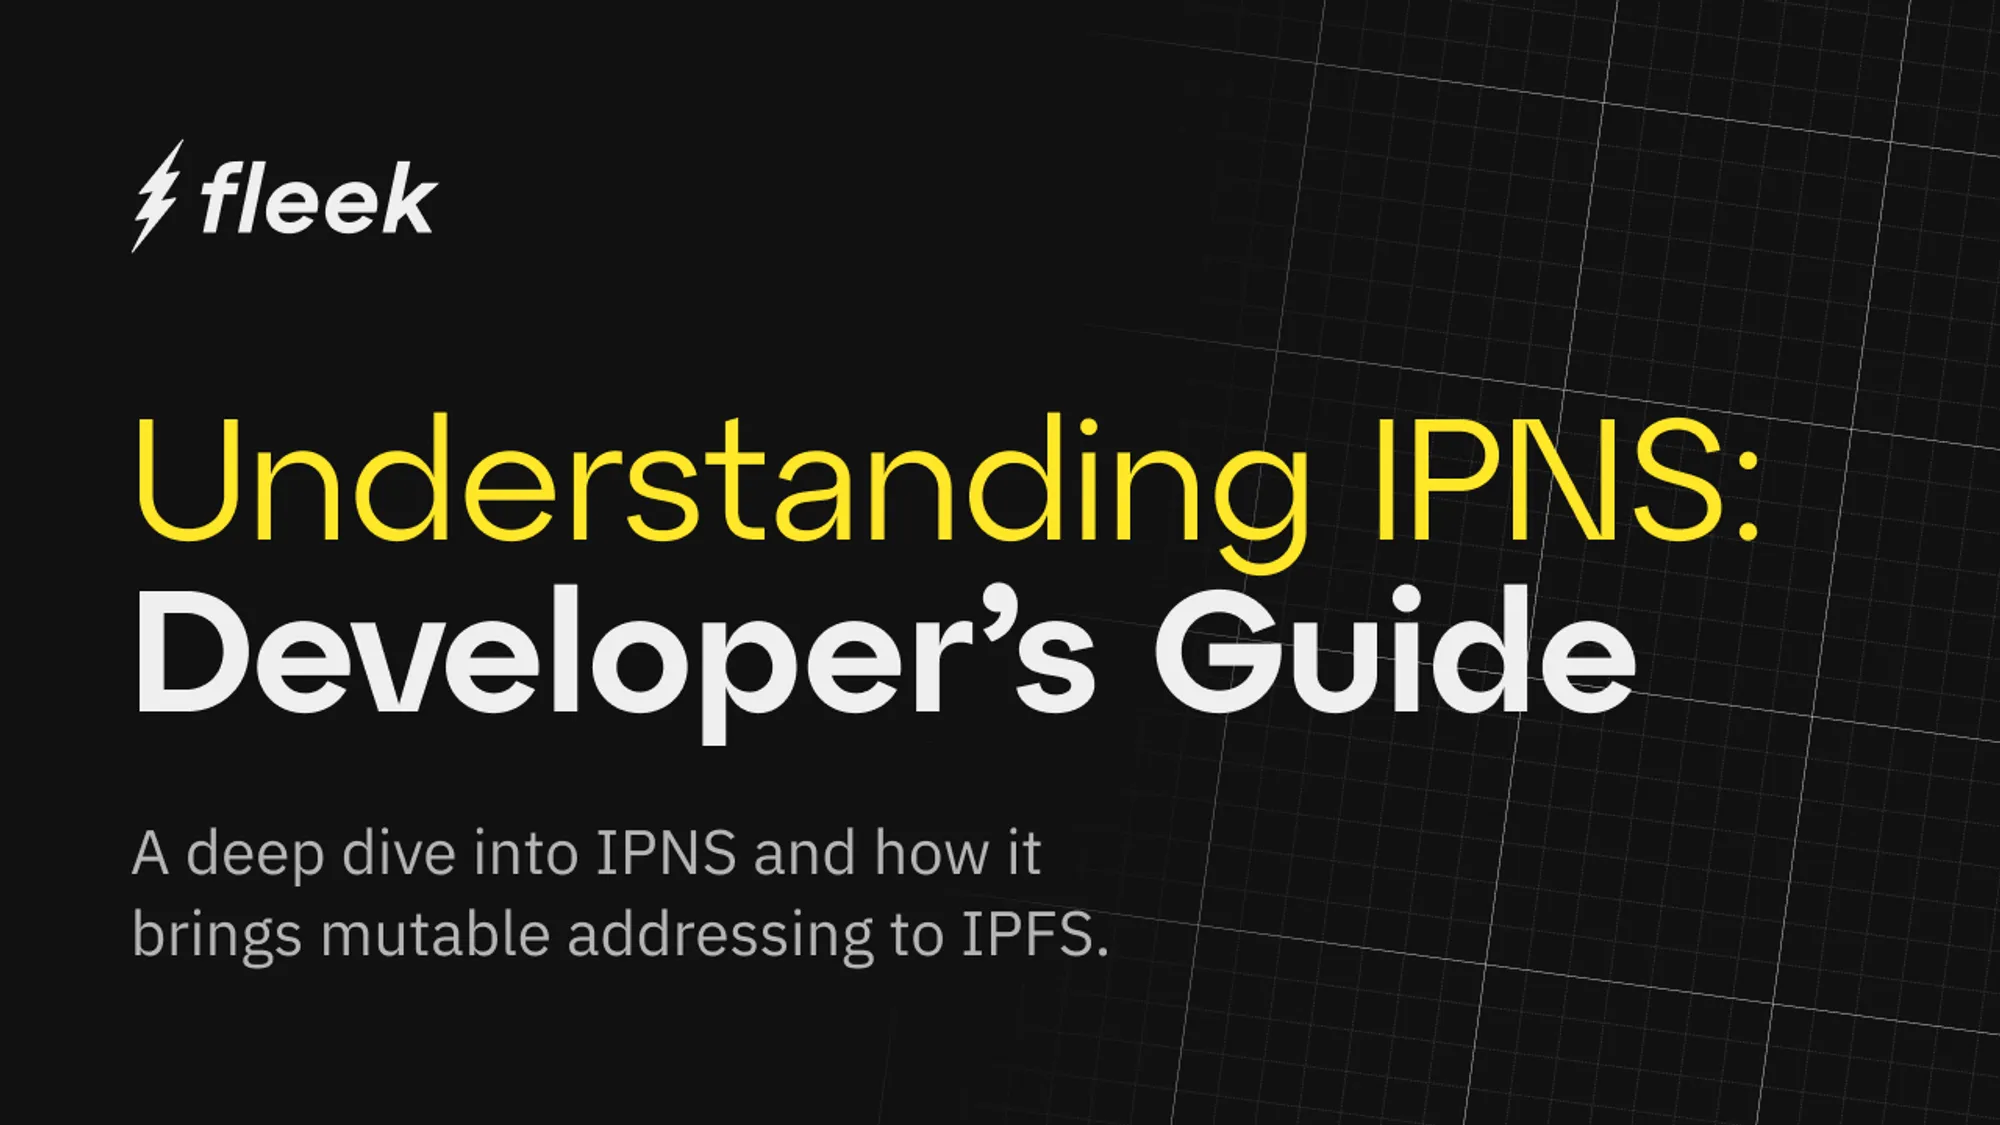 fleek
Understanding IPNS:
Developer’s Guide
A deep dive into IPNS and how it
brings mutable addressing to IPFS.